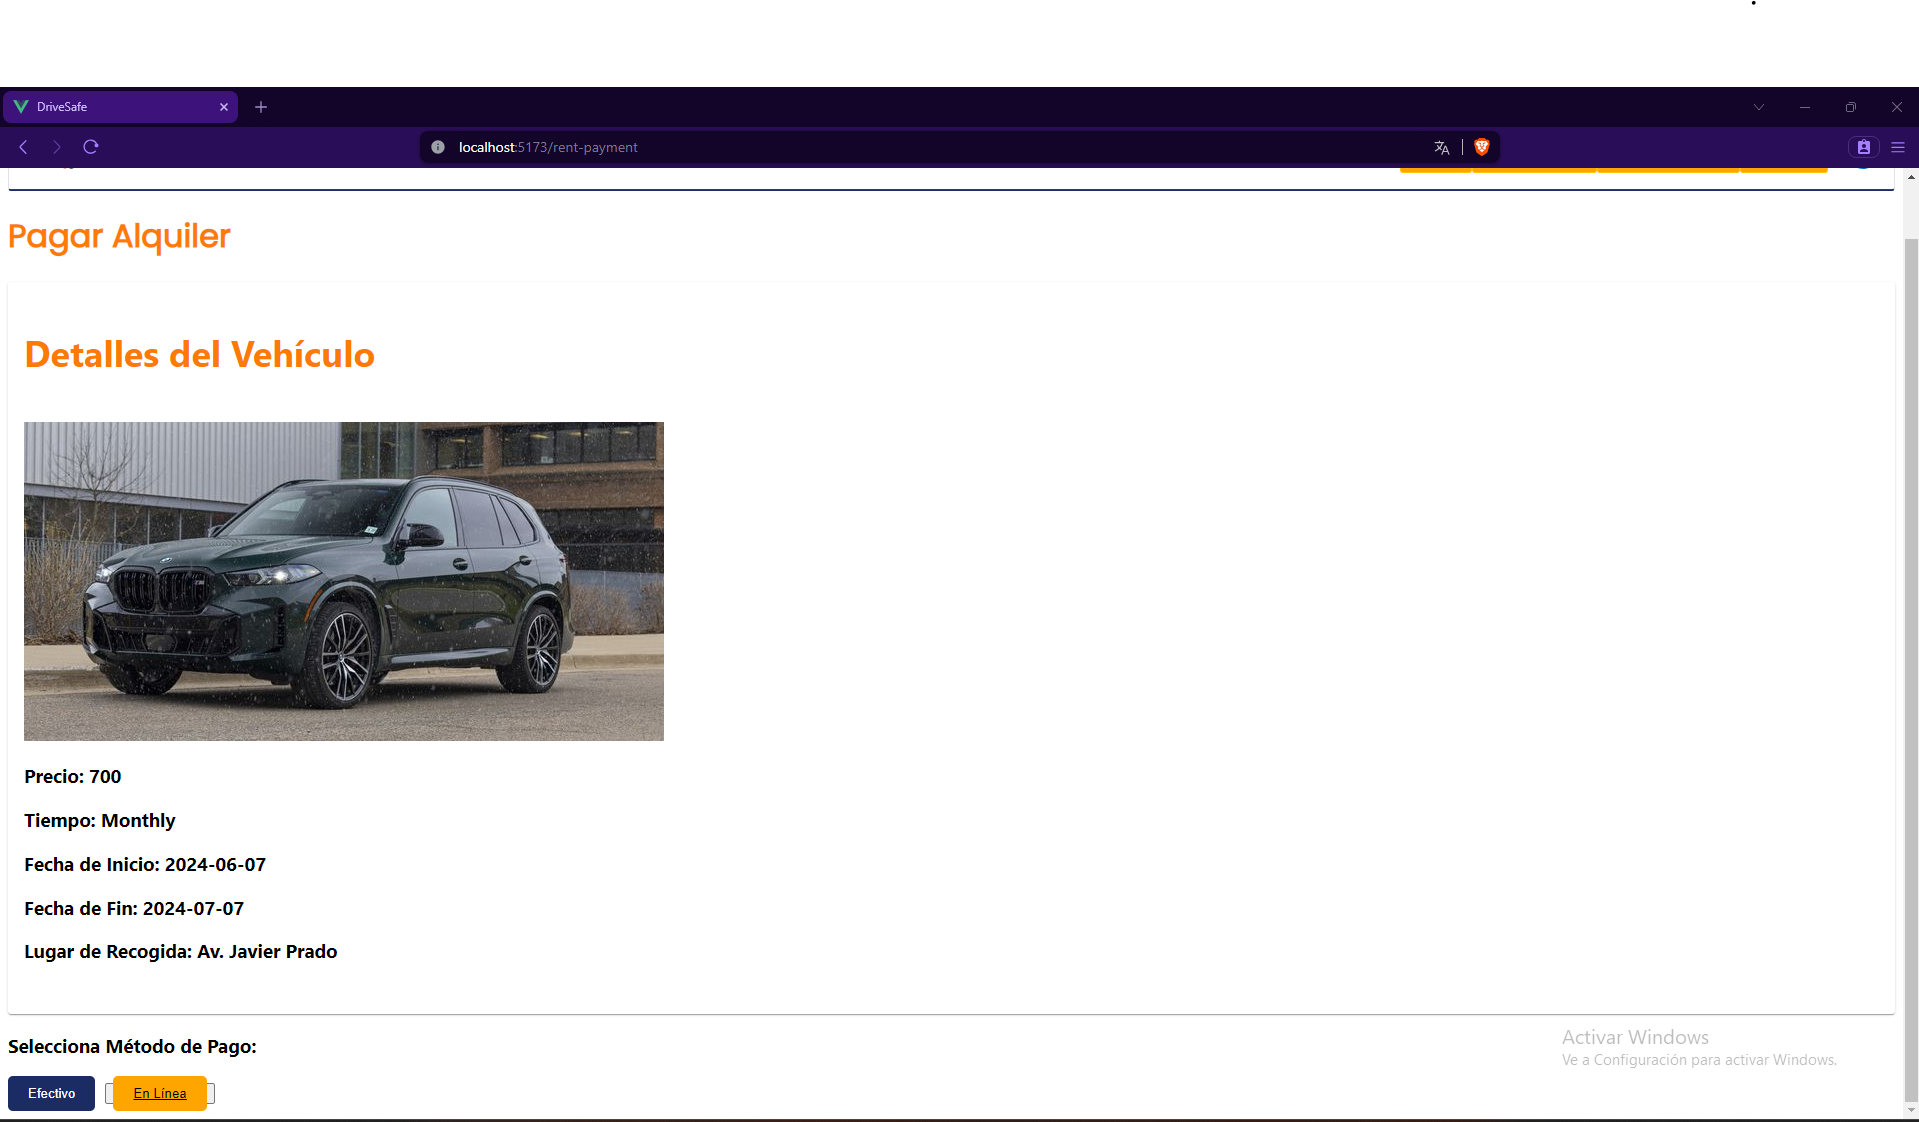 DriveSafe
localhost:5173/rent-payment
Pagar Alquiler
Detalles del Vehículo
Precio: 700
Tiempo: Monthly
Fecha de Inicio: 2024-06-07
Fecha de Fin: 2024-07-07
Lugar de Recogida: Av. Javier Prado
Selecciona Método de Pago:
Efectivo
En Línea
Activar Windows
Ve a Configuración para activar Windows.